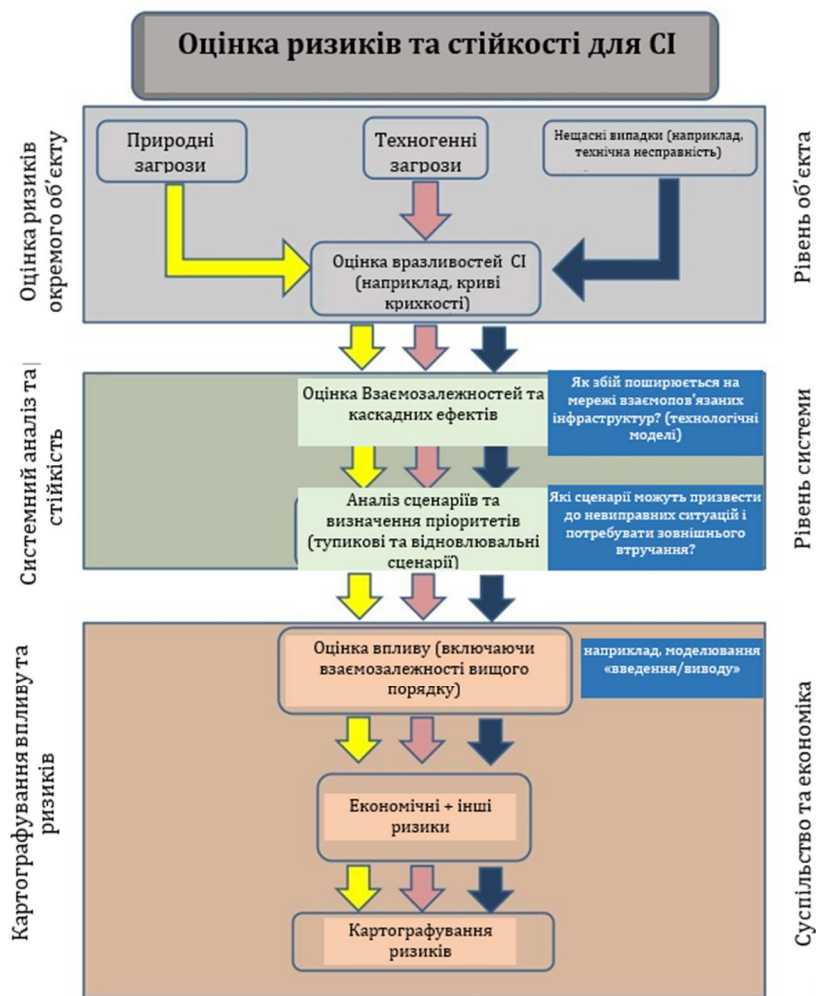 Оцінка ризиків та стійкості для СІ
Оцінка ризиків
окремого об’єкту
Природні
загрози
Техногенні
загрози
Нещасні випадки (наприклад,
технічна несправність)
Рівень об’єкта
Оцінка вразливостей СІ
(наприклад, криві
крихкості)
Системний аналіз та
стійкість
Оцінка Взаємозалежностей та
каскадних ефектів
Як збій поширюється на
мережі взаємопов’язаних
інфраструктур? (технологічні
моделі)
Рівень системи
Аналіз сценаріїв та
визначення пріоритетів
(тупикові та відновлювальні
сценарії)
Які сценарії можуть призвести
до невиправних ситуацій і
потребувати зовнішнього
втручання?
Картографування впливу та
ризиків
Оцінка впливу (включаючи
взаємозалежності вищого
порядку)
наприклад, моделювання
«введення/виводу»
Суспільство та економіка
Економічні + інші
ризики
Картографування
ризиків